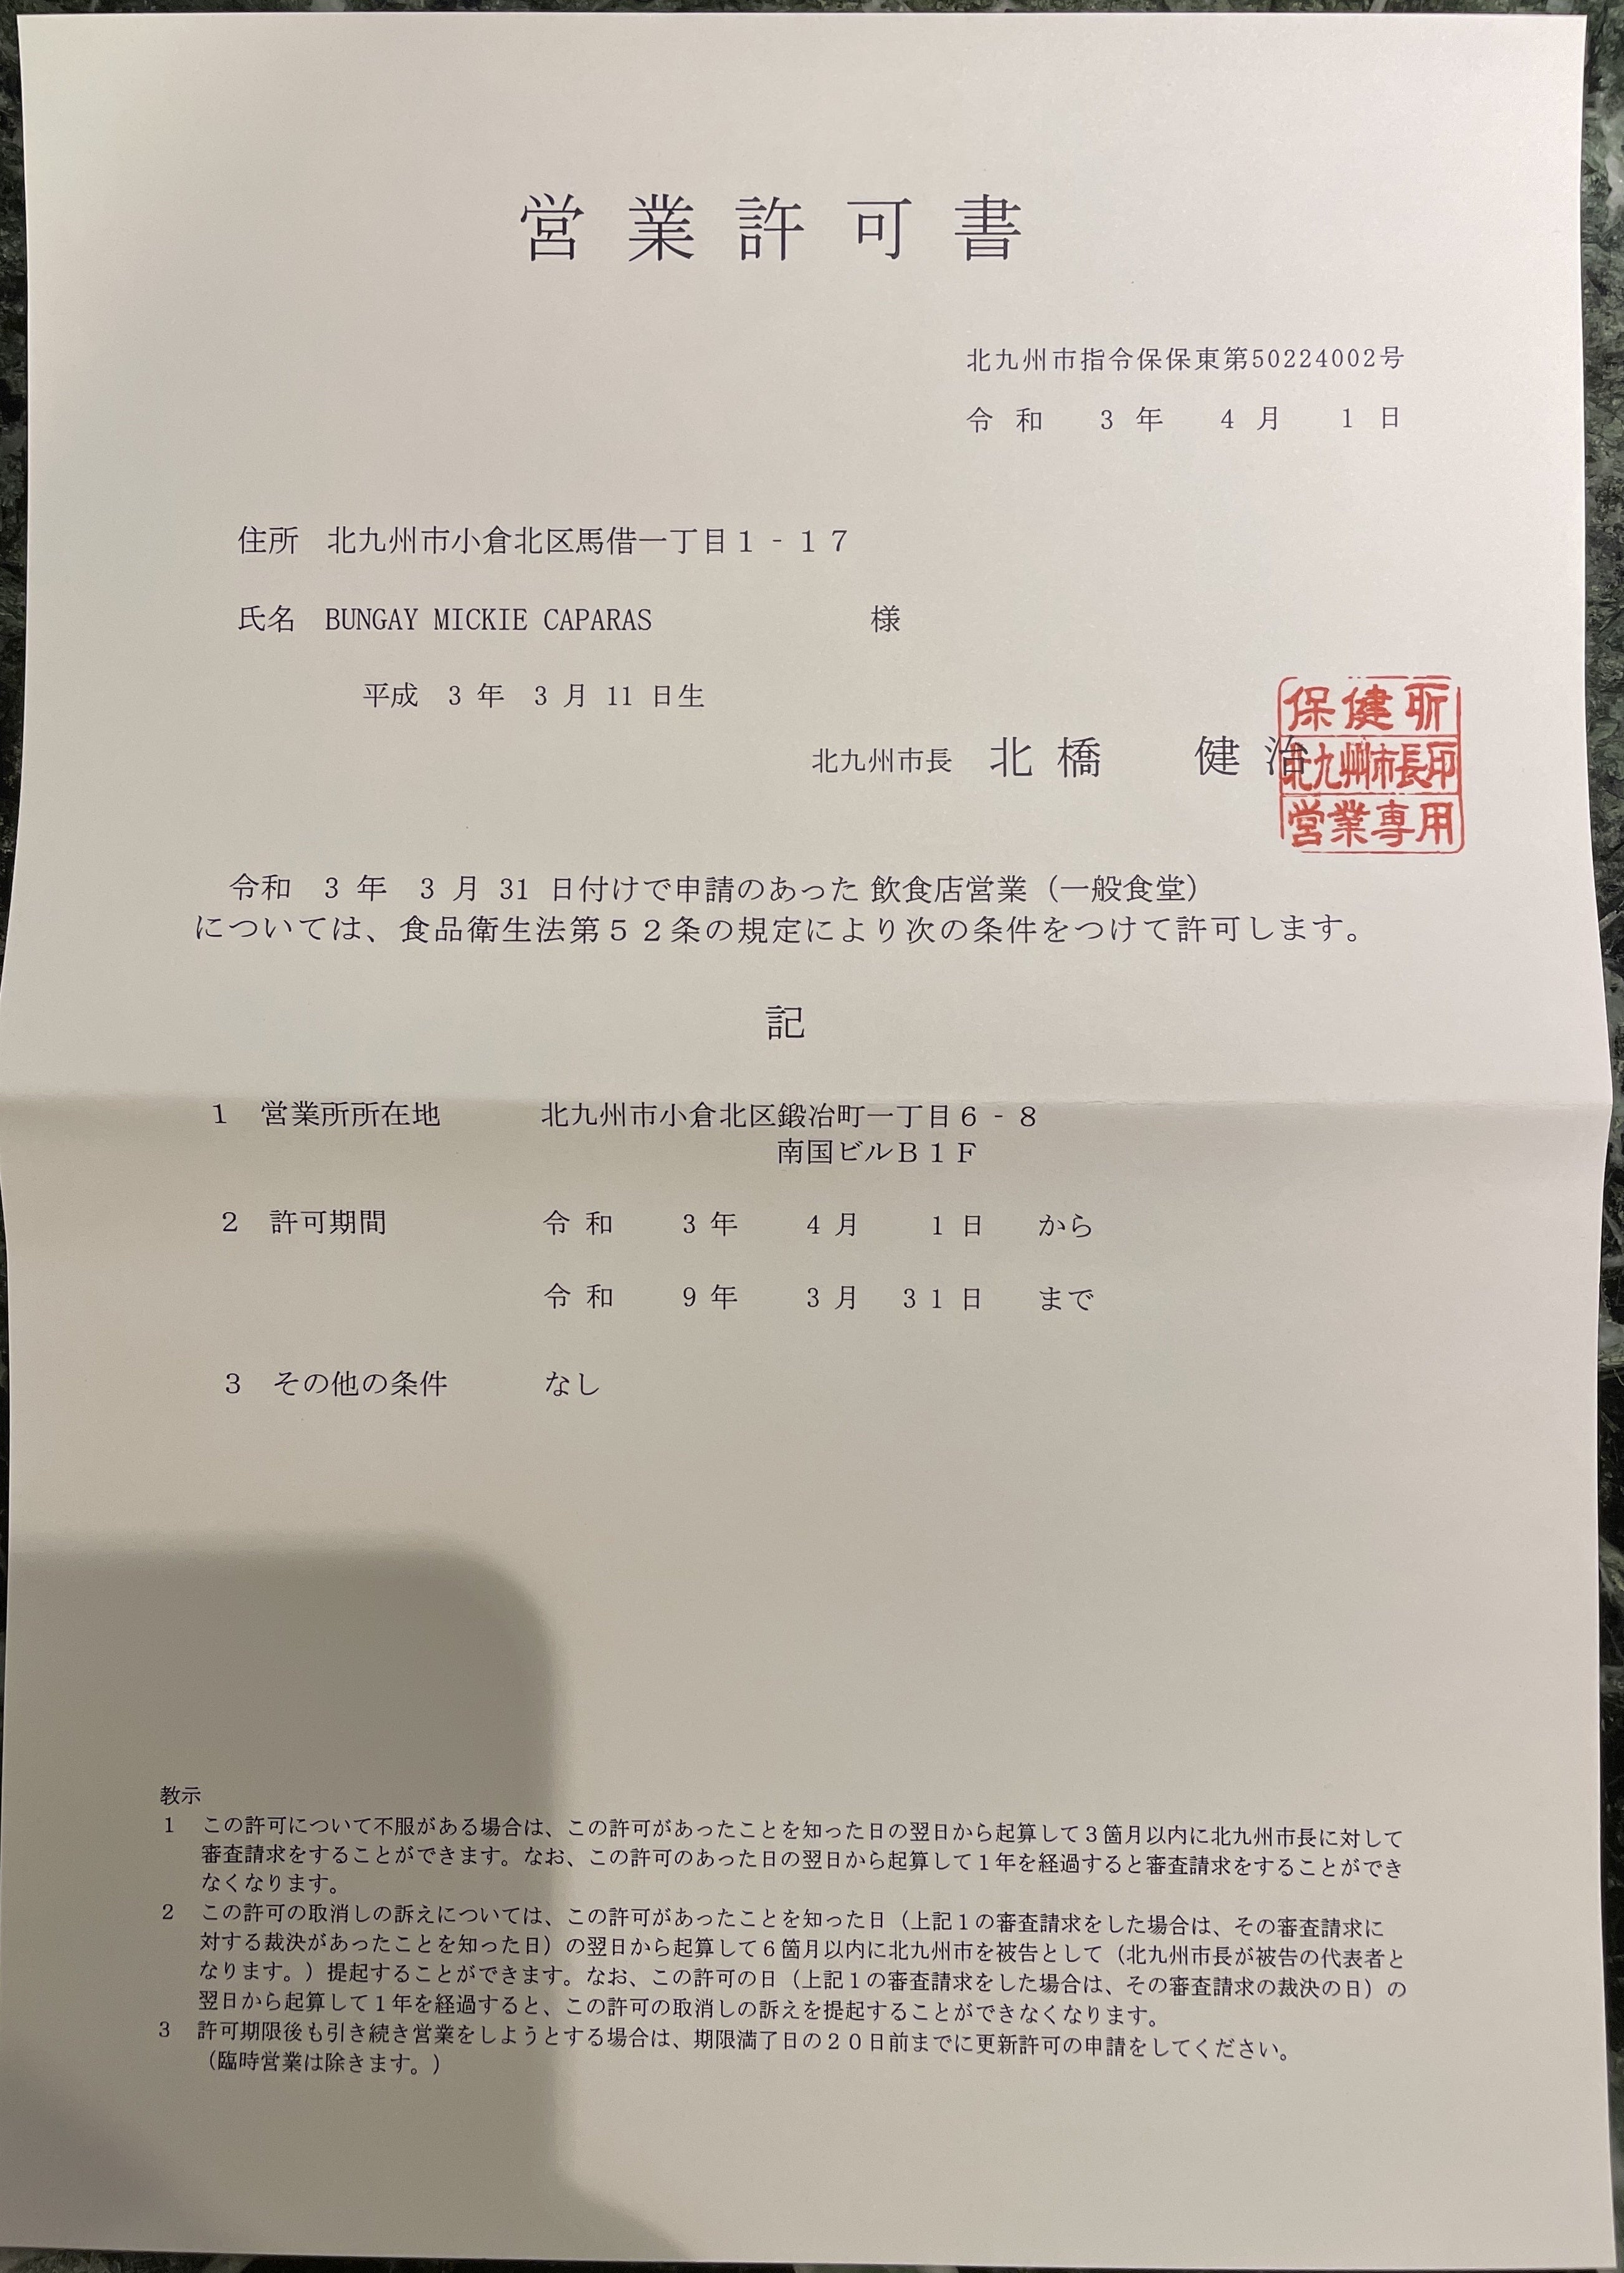 営業許可書
北九州市指令保保東第50224002号
令和 3年 4月 1日
住所 北九州市小倉北区馬借一丁目1-17
氏名 BUNGAY MICKIE CAPARAS 様
平成 3年 3月 11日生
北九州市長 北橋 健治
保健所
北九州市長印
営業専用
令和 3年 3月 31日付けで申請のあった 飲食店営業（一般食堂）
については、食品衛生法第52条の規定により次の条件をつけて許可します。
記
1 営業所所在地 北九州市小倉北区鍛冶町一丁目6-8
南国ビルB1F
2 許可期間 令和 3年 4月 1日 から
令和 9年 3月 31日 まで
3 その他の条件 なし
教示
1 この許可について不服がある場合は、この許可があったことを知った日の翌日から起算して3箇月以内に北九州市長に対して
審査請求をすることができます。なお、この許可のあった日の翌日から起算して1年を経過すると審査請求をすることができ
なくなります。
2 この許可の取消しの訴えについては、この許可があったことを知った日（上記1の審査請求をした場合は、その審査請求に
対する裁決があったことを知った日）の翌日から起算して6箇月以内に北九州市を被告として（北九州市長が被告の代表者と
なります。）提起することができます。なお、この許可の日（上記1の審査請求をした場合は、その審査請求の裁決の日）の
翌日から起算して1年を経過すると、この許可の取消しの訴えを提起することができなくなります。
3 許可期限後も引き続き営業をしようとする場合は、期限満了日の20日前までに更新許可の申請をしてください。
（臨時営業は除きます。）